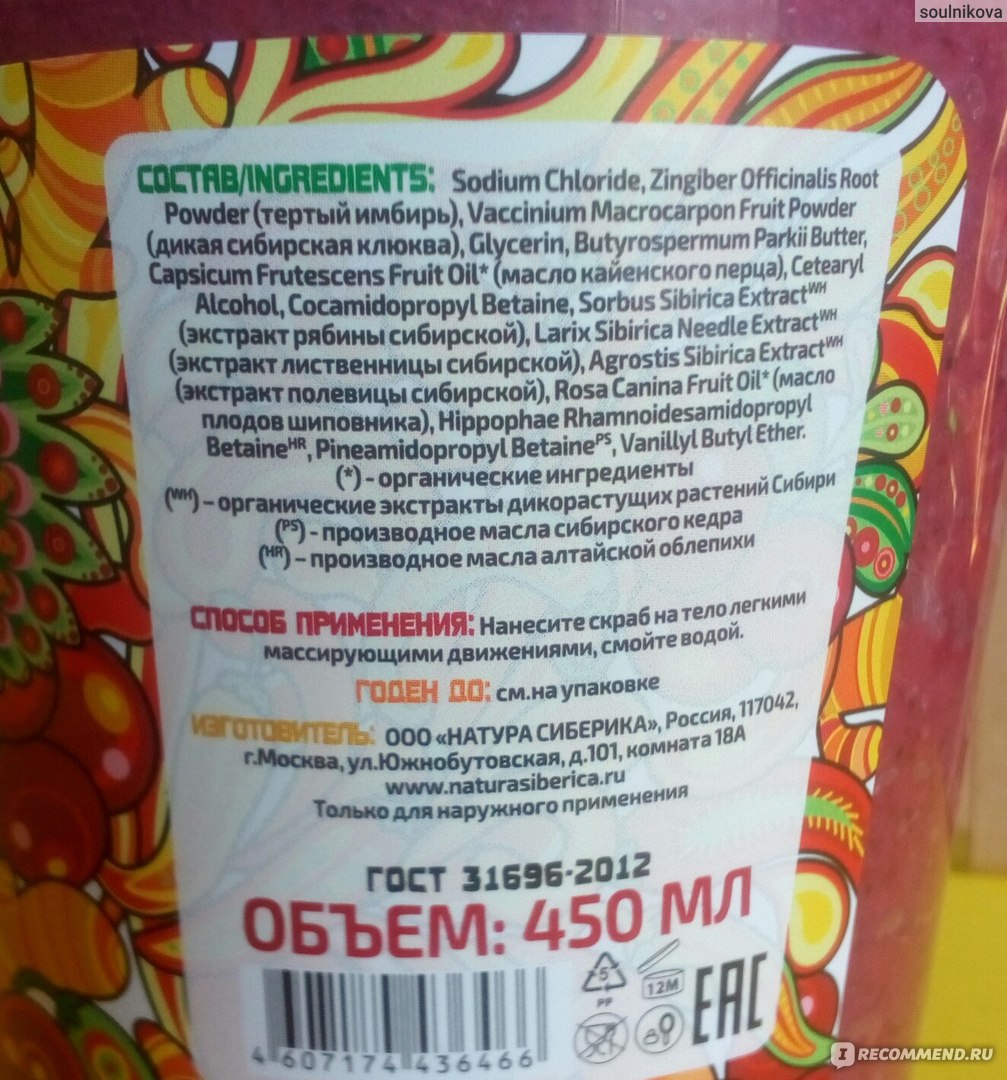 soulnikova
СОСТАВ/INGREDIENTS: Sodium Chloride, Zingiber Officinalis Root
Powder (тертый имбирь), Vaccinium Macrocarpon Fruit Powder
(дикая сибирская клюква), Glycerin, Butyrospermum Parkii Butter,
Capsicum Frutescens Fruit Oil* (масло кайенского перца), Cetearyl
Alcohol, Cocamidopropyl Betaine, Sorbus Sibirica Extract WH
(экстракт рябины сибирской), Larix Sibirica Needle Extract WH
(экстракт лиственницы сибирской), Agrostis Sibirica Extract WH
(экстракт полевицы сибирской), Rosa Canina Fruit Oil* (масло
плодов шиповника), Hippophae Rhamnoidesamidopropyl
Betaine HR, Pineamidopropyl Betaine PS, Vanillyl Butyl Ether.
(*) - органические ингредиенты
(WH) – органические экстракты дикорастущих растений Сибири
(PS) - производное масла сибирского кедра
(HR) – производное масла алтайской облепихи
СПОСОБ ПРИМЕНЕНИЯ: Нанесите скраб на тело легкими
массирующими движениями, смойте водой.
ГОДЕН ДО: см.на упаковке
ИЗГОТОВИТЕЛЬ: ООО «НАТУРА СИБЕРИКА», Россия, 117042,
г.Москва, ул.Южнобутовская, д.101, комната 18А
www.naturasiberica.ru
Только для наружного применения
ГОСТ 31696-2012
ОБЪЕМ: 450 МЛ
5
PP
12M
EAC
4 607174 436466
I RECOMMEND.RU